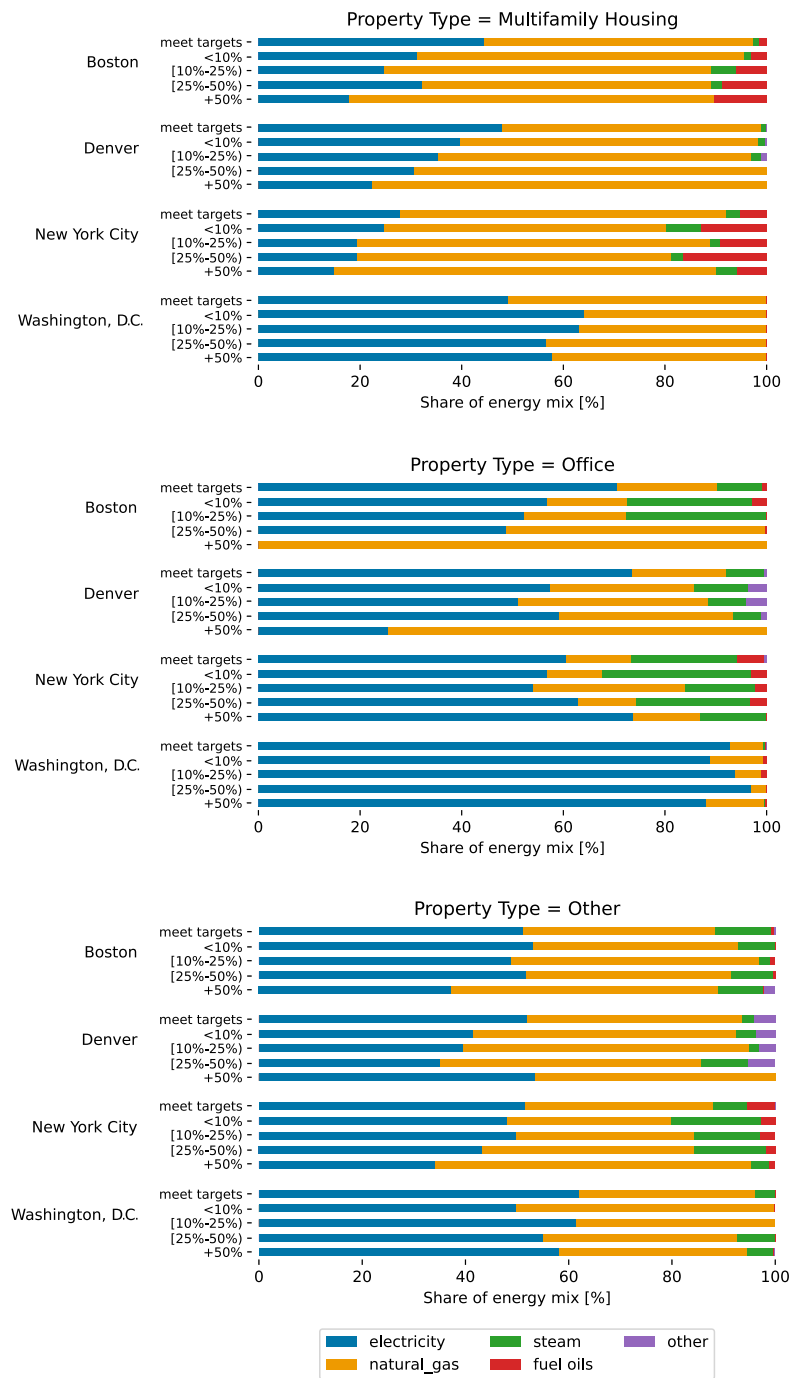 Property Type = Multifamily Housing
Boston
meet targets
<10%
[10%-25%)
[25%-50%)
+50%
Denver
meet targets
<10%
[10%-25%)
[25%-50%)
+50%
New York City
meet targets
<10%
[10%-25%)
[25%-50%)
+50%
Washington, D.C.
meet targets
<10%
[10%-25%)
[25%-50%)
+50%
0 20 40 60 80 100
Share of energy mix [%]
Property Type = Office
Boston
meet targets
<10%
[10%-25%)
[25%-50%)
+50%
Denver
meet targets
<10%
[10%-25%)
[25%-50%)
+50%
New York City
meet targets
<10%
[10%-25%)
[25%-50%)
+50%
Washington, D.C.
meet targets
<10%
[10%-25%)
[25%-50%)
+50%
0 20 40 60 80 100
Share of energy mix [%]
Property Type = Other
Boston
meet targets
<10%
[10%-25%)
[25%-50%)
+50%
Denver
meet targets
<10%
[10%-25%)
[25%-50%)
+50%
New York City
meet targets
<10%
[10%-25%)
[25%-50%)
+50%
Washington, D.C.
meet targets
<10%
[10%-25%)
[25%-50%)
+50%
0 20 40 60 80 100
Share of energy mix [%]
electricity steam other
natural_gas fuel oils